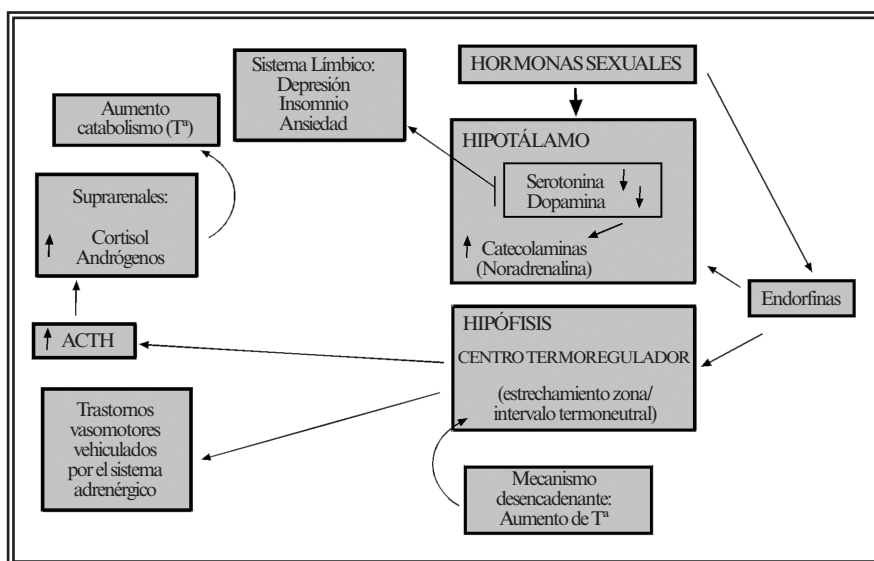 Sistema Límbico:
Depresión
Insomnio
Ansiedad
HORMONAS SEXUALES
Aumento
catabolismo (Tª)
HIPOTÁLAMO
Serotonina
Dopamina
Catecolaminas
(Noradrenalina)
Suprarenales:
Cortisol
Andrógenos
Endorfinas
ACTH
HIPÓFISIS
CENTRO TERMOREGULADOR
(estrechamiento zona/
intervalo termoneutral)
Trastornos
vasomotores
vehiculados
por el sistema
adrenérgico
Mecanismo
desencadenante:
Aumento de Tª